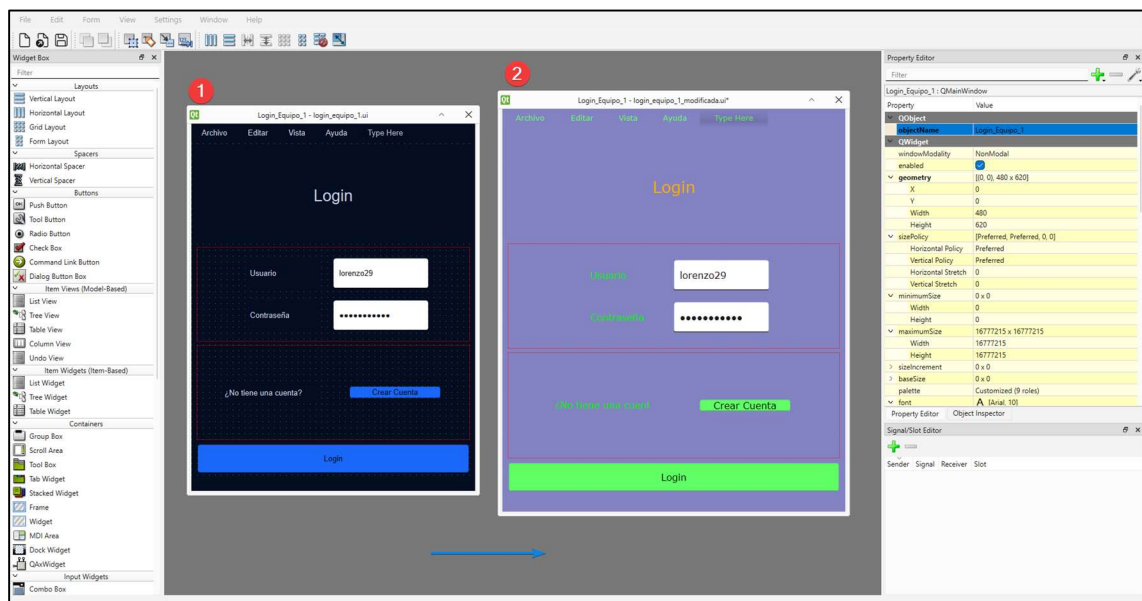 File Edit Form View Settings Window Help
Widget Box
Filter
Layouts
Vertical Layout
Horizontal Layout
Grid Layout
Form Layout
Spacers
Horizontal Spacer
Vertical Spacer
Buttons
Push Button
Tool Button
Radio Button
Check Box
Command Link Button
Dialog Button Box
Item Views (Model-Based)
List View
Tree View
Table View
Column View
Undo View
Item Widgets (Item-Based)
List Widget
Tree Widget
Table Widget
Containers
Group Box
Scroll Area
Tool Box
Tab Widget
Stacked Widget
Frame
Widget
MDI Area
Dock Widget
QAxWidget
Input Widgets
Combo Box
1
Login_Equipo_1 - login_equipo_1.ui
Archivo Editar Vista Ayuda Type Here
Login
Usuario lorenzo29
Contraseña
¿No tiene una cuenta? Crear Cuenta
Login
2
Login_Equipo_1 - login_equipo_1_modificada.ui*
Archivo Editar Vista Ayuda Type Here
Login
Usuario lorenzo29
Contraseña
¿No tiene una cuent Crear Cuenta
Login
Property Editor
Filter
Login_Equipo_1 : QMainWindow
Property Value
QObject
objectName Login_Equipo_1
QWidget
windowModality NonModal
enabled
geometry [(0, 0), 480 x 620]
X 0
Y 0
Width 480
Height 620
sizePolicy [Preferred, Preferred, 0, 0]
Horizontal Policy Preferred
Vertical Policy Preferred
Horizontal Stretch 0
Vertical Stretch 0
minimumSize 0 x 0
Width 0
Height 0
maximumSize 16777215 x 16777215
Width 16777215
Height 16777215
sizeIncrement 0 x 0
baseSize 0 x 0
palette Customized (9 roles)
font A [Arial, 10]
Property Editor Object Inspector
Signal/Slot Editor
Sender Signal Receiver Slot